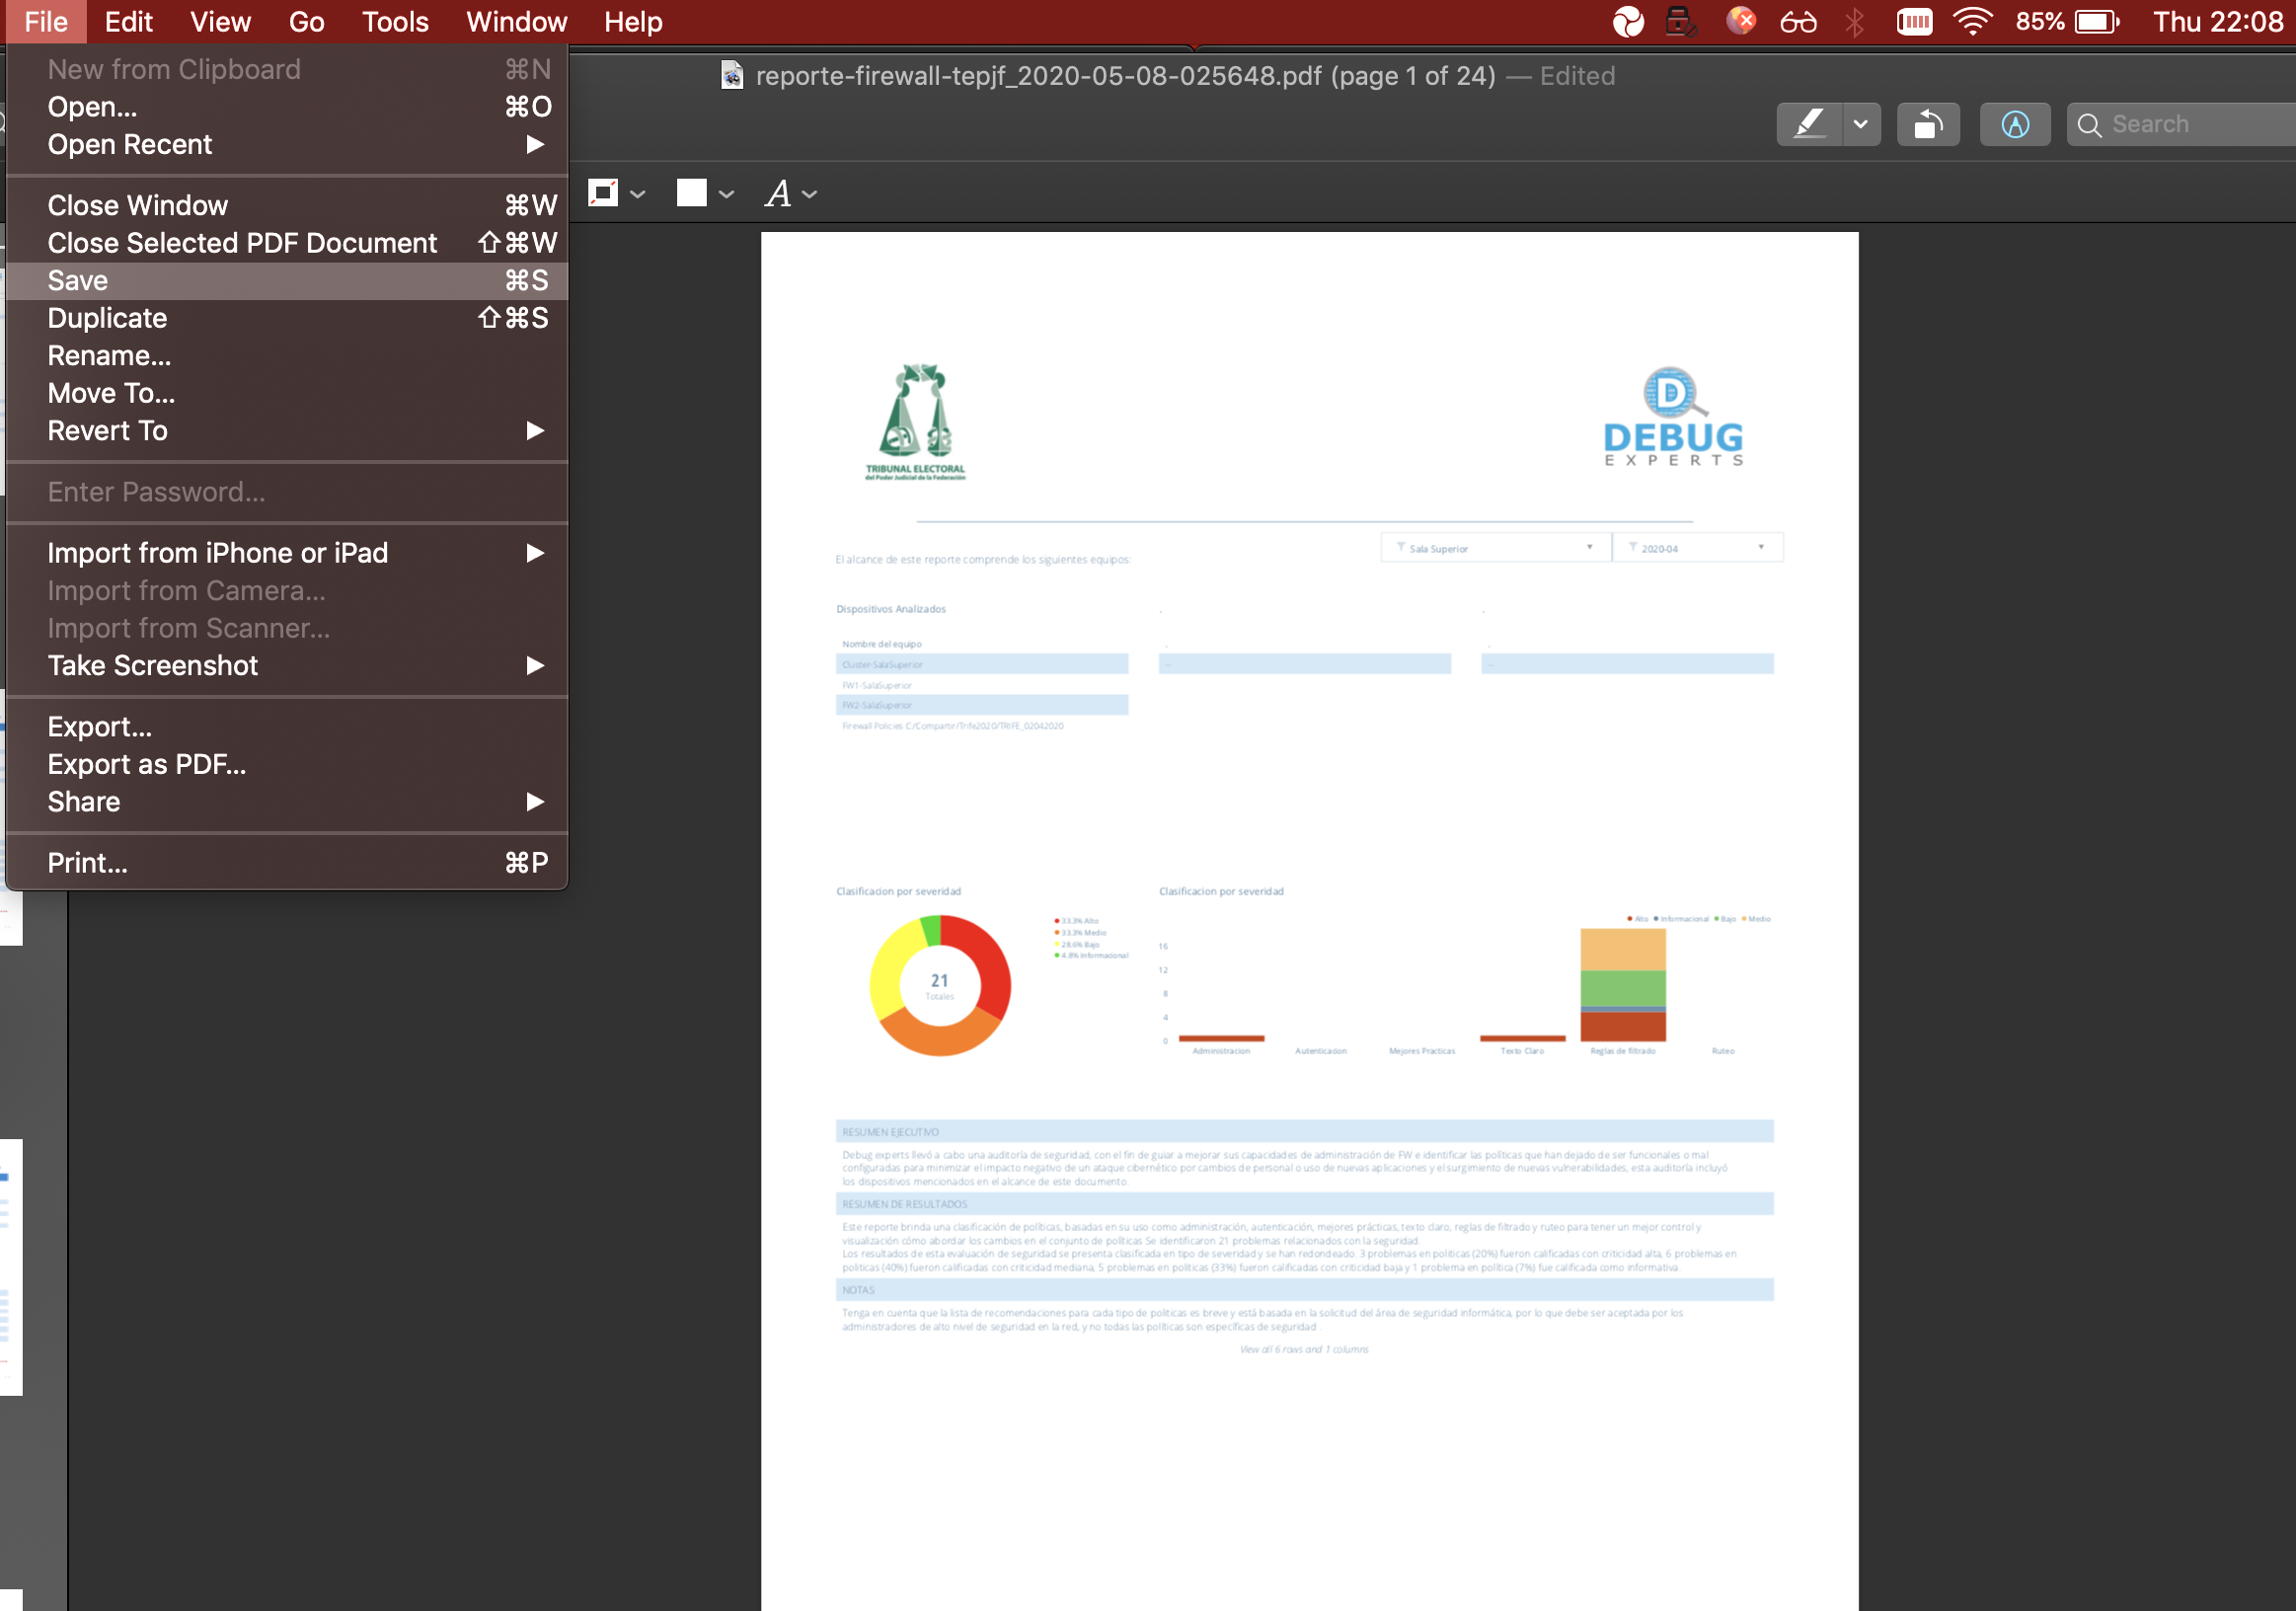 File Edit View Go Tools Window Help
85% Thu 22:08
New from Clipboard ⌘N
Open... ⌘O
Open Recent ▶
Close Window ⌘W
Close Selected PDF Document ⇧⌘W
Save ⌘S
Duplicate ⇧⌘S
Rename...
Move To...
Revert To ▶
Enter Password...
Import from iPhone or iPad ▶
Import from Camera...
Import from Scanner...
Take Screenshot ▶
Export...
Export as PDF...
Share ▶
Print... ⌘P
reporte-firewall-tepjf_2020-05-08-025648.pdf (page 1 of 24) — Edited
Search
A
TRIBUNAL ELECTORAL
del Poder Judicial de la Federación
D
DEBUG
EXPERTS
El alcance de este reporte comprende los siguientes equipos:
Sala Superior
2020-04
Dispositivos Analizados
Nombre del equipo
Cluster-SalaSuperior
FW1-SalaSuperior
FW2-SalaSuperior
Firewall Policies C:/Compartir/Trife2020/TRIFE_02042020
Clasificacion por severidad
21
Totales
33.3% Alto
33.3% Medio
28.6% Bajo
4.8% Informacional
Clasificacion por severidad
Alto Informacional Bajo Medio
16
12
8
4
0
Administracion Autenticacion Mejores Practicas Texto Claro Reglas de filtrado Ruteo
RESUMEN EJECUTIVO
Debug experts llevó a cabo una auditoría de seguridad, con el fin de guiar a mejorar sus capacidades de administración de FW e identificar las políticas que han dejado de ser funcionales o mal
configuradas para minimizar el impacto negativo de un ataque cibernético por cambios de personal o uso de nuevas aplicaciones y el surgimiento de nuevas vulnerabilidades, esta auditoría incluyó
los dispositivos mencionados en el alcance de este documento.
RESUMEN DE RESULTADOS
Este reporte brinda una clasificación de políticas, basadas en su uso como administración, autenticación, mejores prácticas, texto claro, reglas de filtrado y ruteo para tener un mejor control y
visualización cómo abordar los cambios en el conjunto de políticas Se identificaron 21 problemas relacionados con la seguridad.
Los resultados de esta evaluación de seguridad se presenta clasificada en tipo de severidad y se han redondeado. 3 problemas en politicas (20%) fueron calificadas con criticidad alta, 6 problemas en
politicas (40%) fueron calificadas con criticidad mediana, 5 problemas en politicas (33%) fueron calificadas con criticidad baja y 1 problema en política (7%) fue calificada como informativa.
NOTAS
Tenga en cuenta que la lista de recomendaciones para cada tipo de politicas es breve y está basada en la solicitud del área de seguridad informática, por lo que debe ser aceptada por los
administradores de alto nivel de seguridad en la red, y no todas las políticas son específicas de seguridad .
View all 6 rows and 1 columns